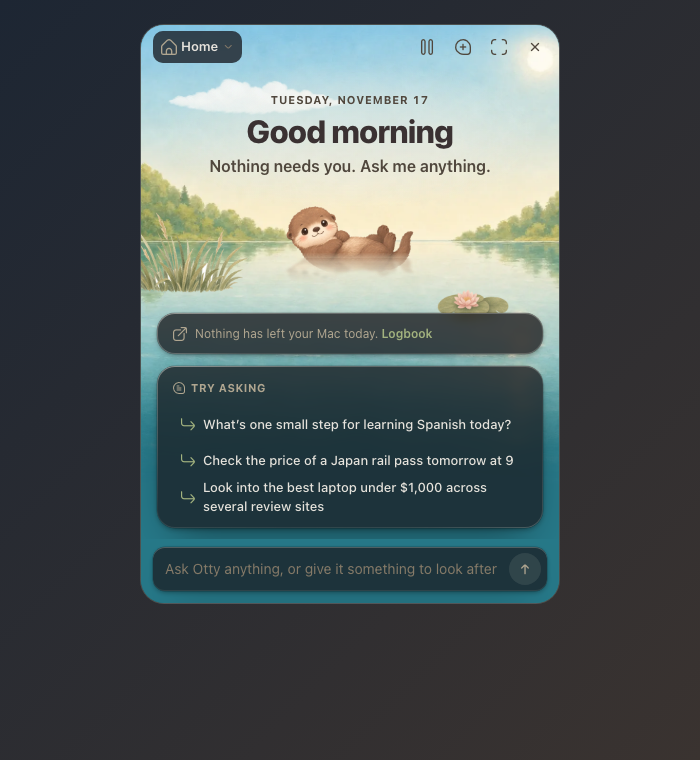 Home
TUESDAY, NOVEMBER 17
Good morning
Nothing needs you. Ask me anything.
Nothing has left your Mac today. Logbook
TRY ASKING
What's one small step for learning Spanish today?
Check the price of a Japan rail pass tomorrow at 9
Look into the best laptop under $1,000 across
several review sites
Ask Otty anything, or give it something to look after